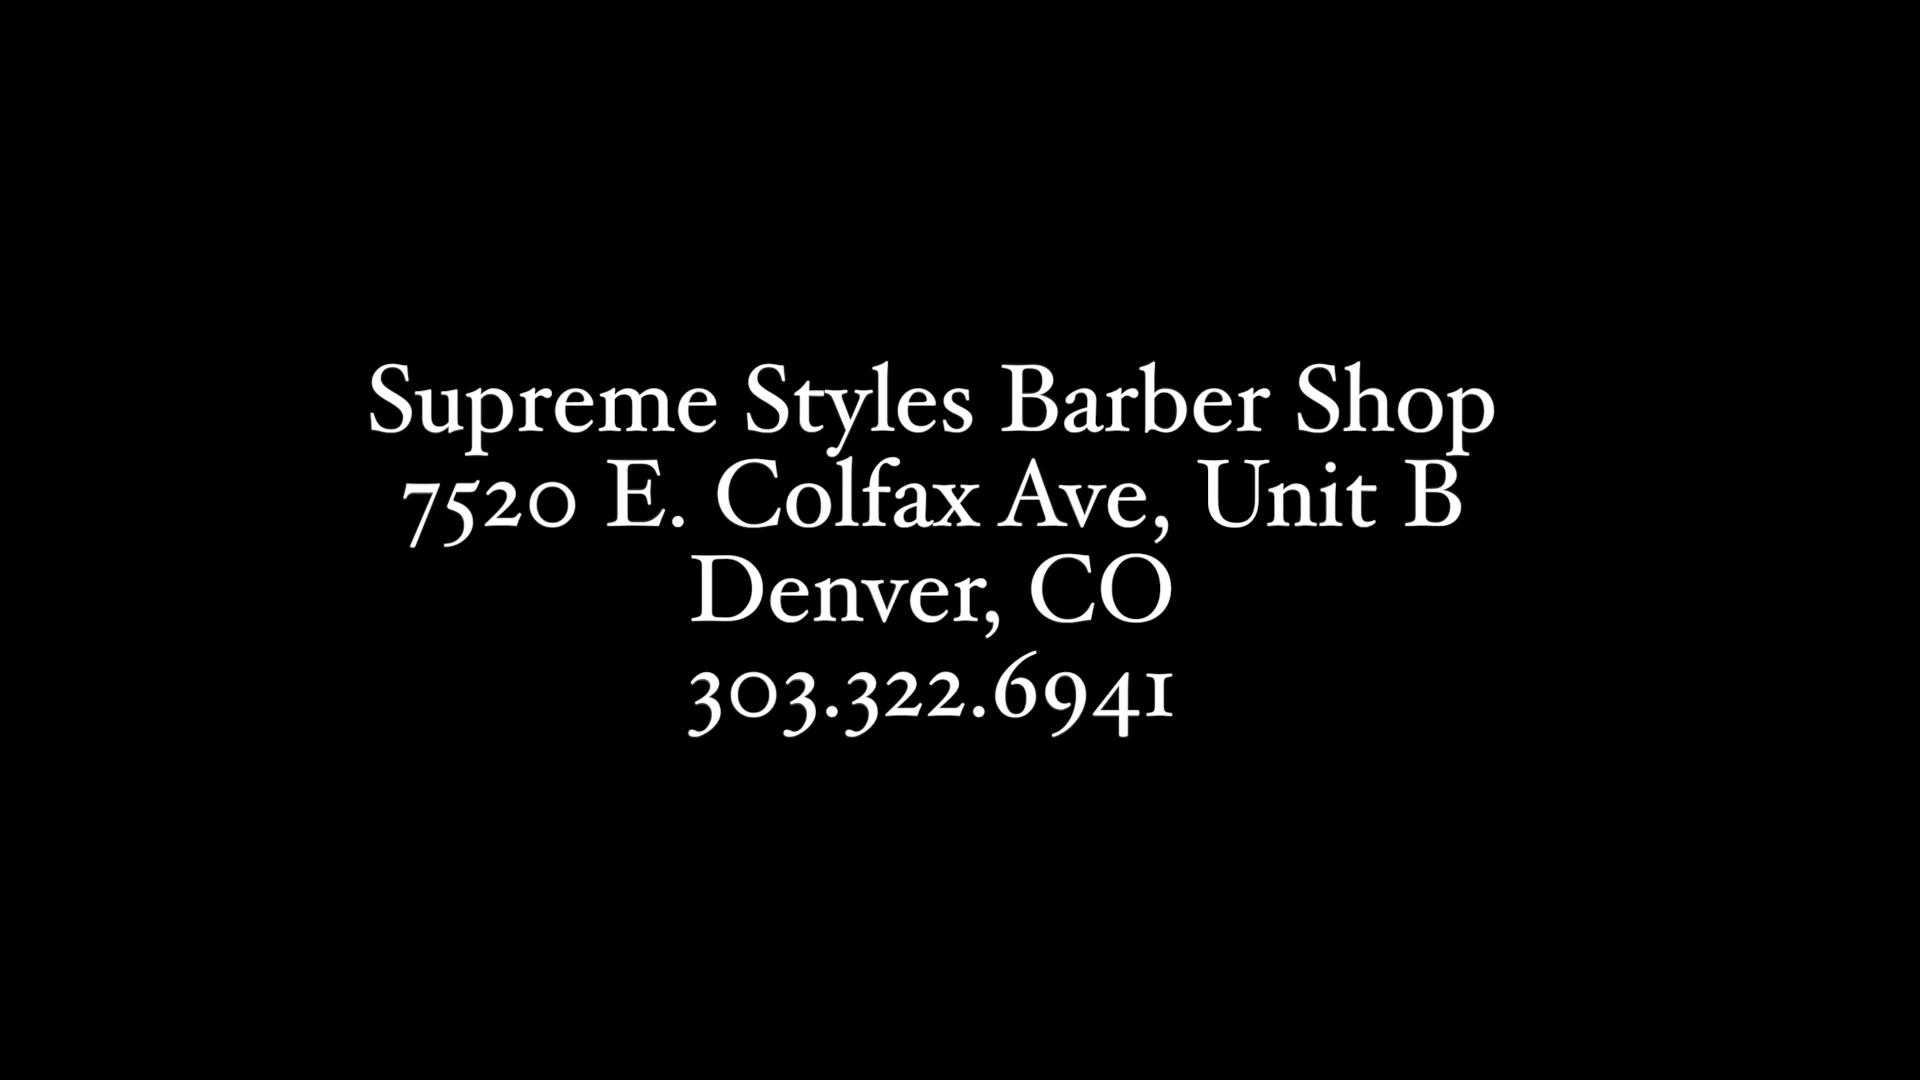 Supreme Styles Barber Shop
7520 E. Colfax Ave, Unit B
Denver, CO
303.322.6941